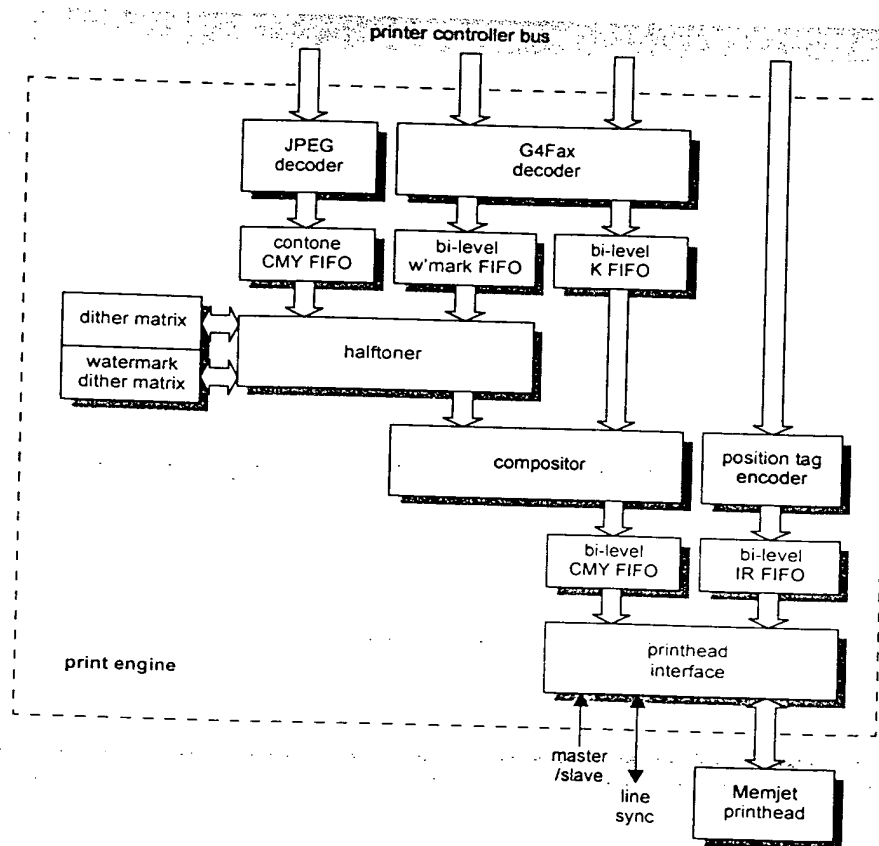 printer controller bus
JPEG
decoder
G4Fax
decoder
contone
CMY FIFO
bi-level
w'mark FIFO
bi-level
K FIFO
dither matrix
watermark
dither matrix
halftoner
compositor
position tag
encoder
bi-level
CMY FIFO
bi-level
IR FIFO
printhead
interface
print engine
master
/slave
line
sync
Memjet
printhead